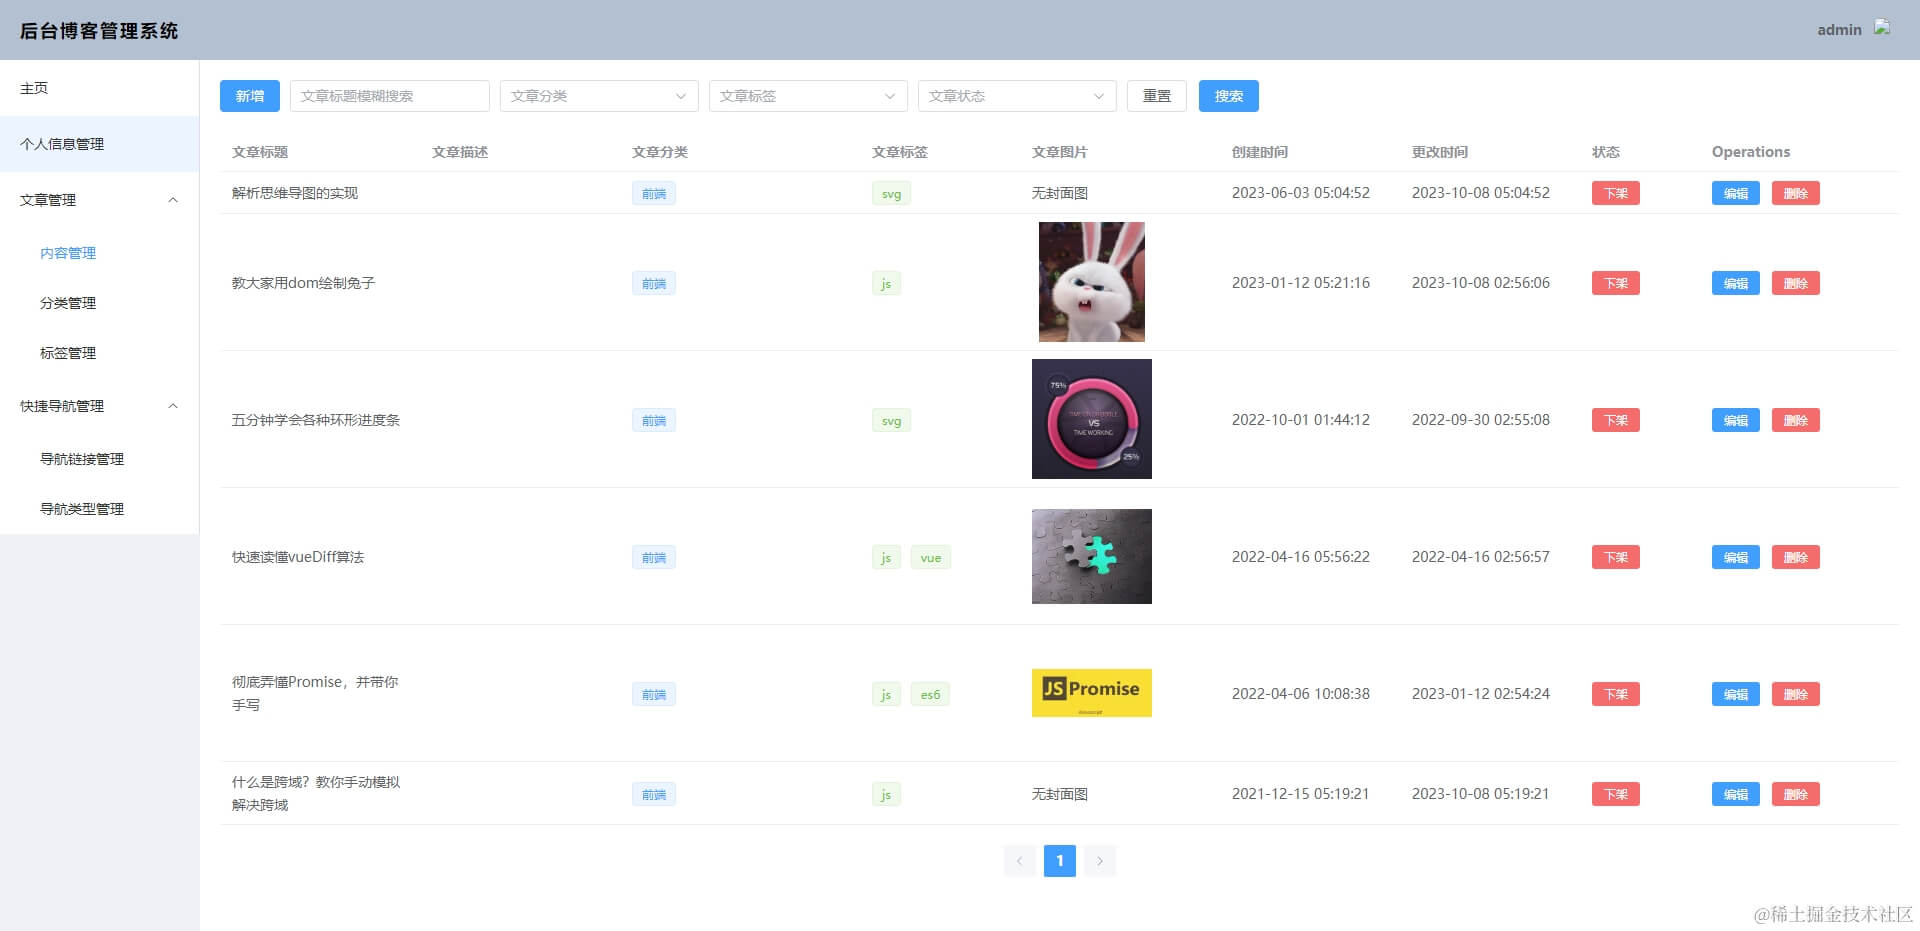 后台博客管理系统
admin
主页
个人信息管理
文章管理
内容管理
分类管理
标签管理
快捷导航管理
导航链接管理
导航类型管理
新增 文章标题模糊搜索 文章分类 文章标签 文章状态 重置 搜索
文章标题 文章描述 文章分类 文章标签 文章图片 创建时间 更改时间 状态 Operations
解析思维导图的实现 前端 svg 无封面图 2023-06-03 05:04:52 2023-10-08 05:04:52 下架 编辑 删除
教大家用dom绘制兔子 前端 js 2023-01-12 05:21:16 2023-10-08 02:56:06 下架 编辑 删除
75%
VS
TIME WORKING
25%
五分钟学会各种环形进度条 前端 svg 2022-10-01 01:44:12 2022-09-30 02:55:08 下架 编辑 删除
快速读懂vueDiff算法 前端 js vue 2022-04-16 05:56:22 2022-04-16 02:56:57 下架 编辑 删除
彻底弄懂Promise，并带你
手写
前端 js es6 JS Promise 2022-04-06 10:08:38 2023-01-12 02:54:24 下架 编辑 删除
什么是跨域？教你手动模拟
解决跨域
前端 js 无封面图 2021-12-15 05:19:21 2023-10-08 05:19:21 下架 编辑 删除
1
@稀土掘金技术社区